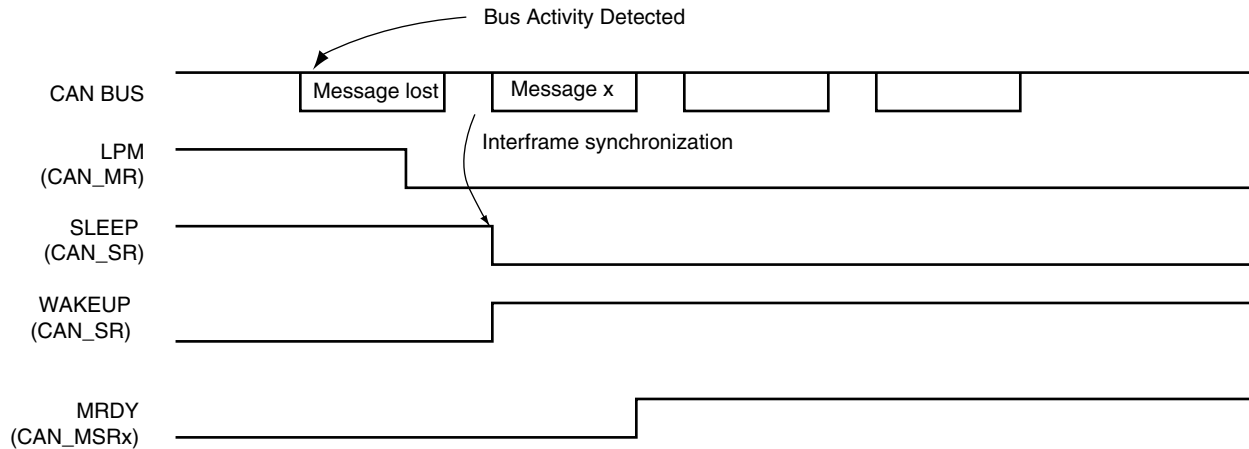 Bus Activity Detected
CAN BUS
Message lost
Message x
Interframe synchronization
LPM
(CAN_MR)
SLEEP
(CAN_SR)
WAKEUP
(CAN_SR)
MRDY
(CAN_MSRx)